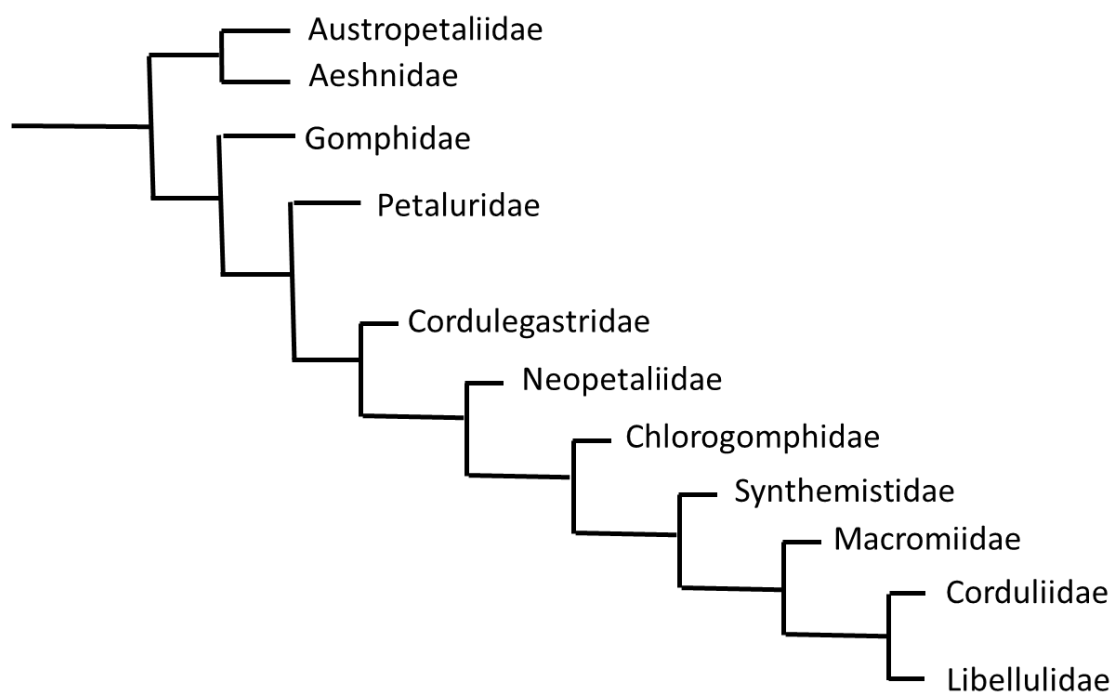 Austropetaliidae
Aeshnidae
Gomphidae
Petaluridae
Cordulegastridae
Neopetaliidae
Chlorogomphidae
Synthemistidae
Macromiidae
Corduliidae
Libellulidae